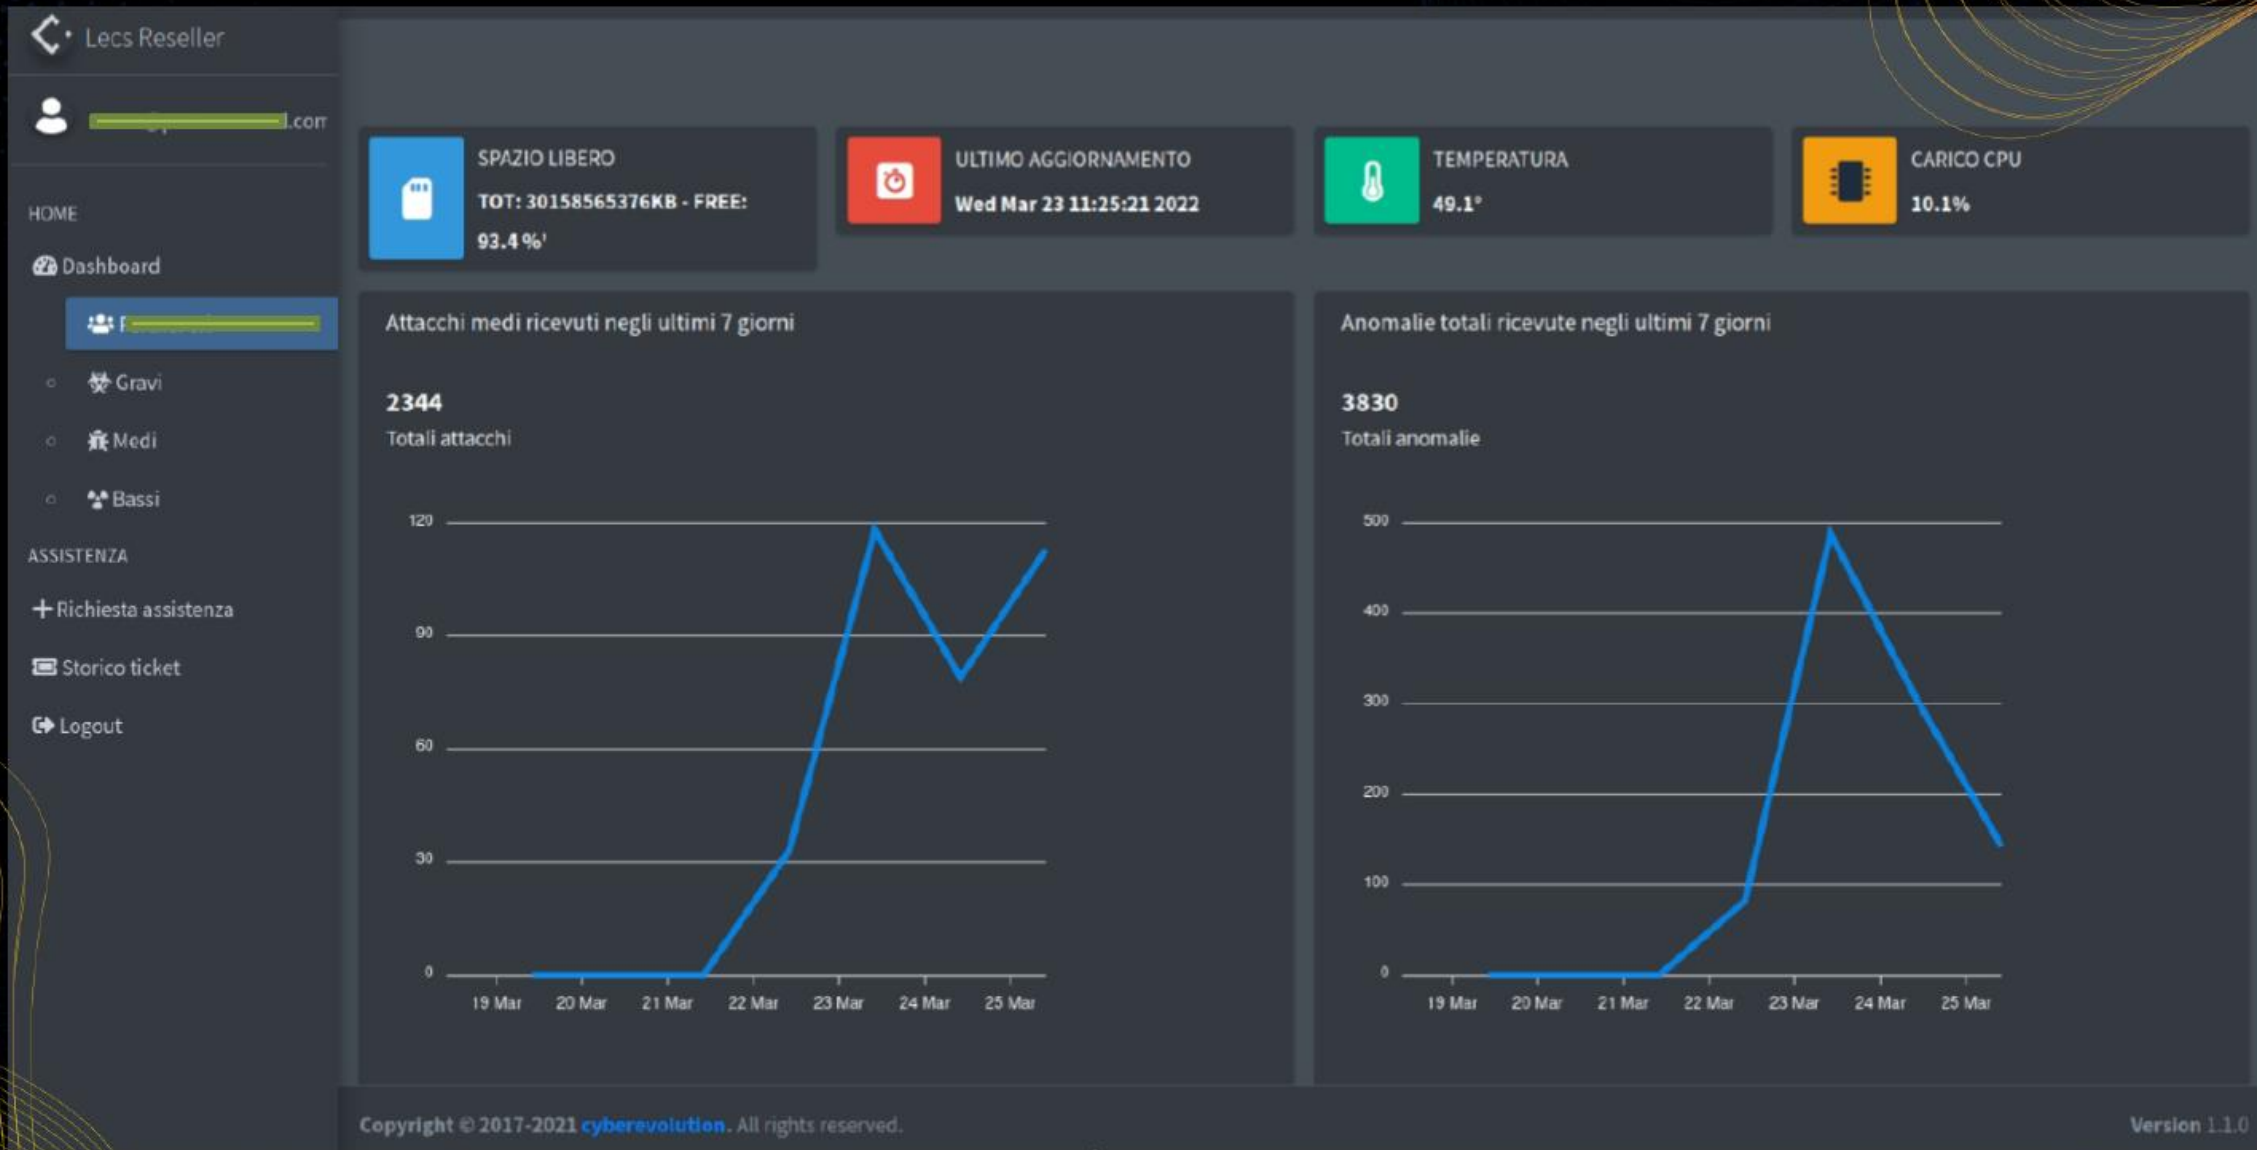 Lecs Reseller
.com
HOME
Dashboard
Gravi
Medi
Bassi
ASSISTENZA
Richiesta assistenza
Storico ticket
Logout
SPAZIO LIBERO
TOT: 30158565376KB - FREE:
93.4%'
ULTIMO AGGIORNAMENTO
Wed Mar 23 11:25:21 2022
TEMPERATURA
49.1°
CARICO CPU
10.1%
Attacchi medi ricevuti negli ultimi 7 giorni
2344
Totali attacchi
120
90
60
30
0
19 Mar 20 Mar 21 Mar 22 Mar 23 Mar 24 Mar 25 Mar
Anomalie totali ricevute negli ultimi 7 giorni
3830
Totali anomalie
500
400
300
200
100
0
19 Mar 20 Mar 21 Mar 22 Mar 23 Mar 24 Mar 25 Mar
Copyright © 2017-2021 cyberevolution. All rights reserved.
Version 1.1.0